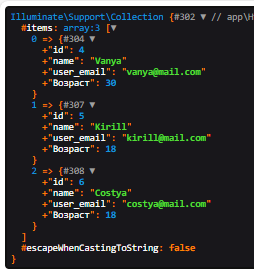 Illuminate\Support\Collection {#302 ▼ // app\H
#items: array:3 [▼
0 => {#304 ▼
+"id": 4
+"name": "Vanya"
+"user_email": "vanya@mail.com"
+"Возраст": 30
}
1 => {#307 ▼
+"id": 5
+"name": "Kirill"
+"user_email": "kirill@mail.com"
+"Возраст": 18
}
2 => {#308 ▼
+"id": 6
+"name": "Costya"
+"user_email": "costya@mail.com"
+"Возраст": 18
}
]
#escapeWhenCastingToString: false
}